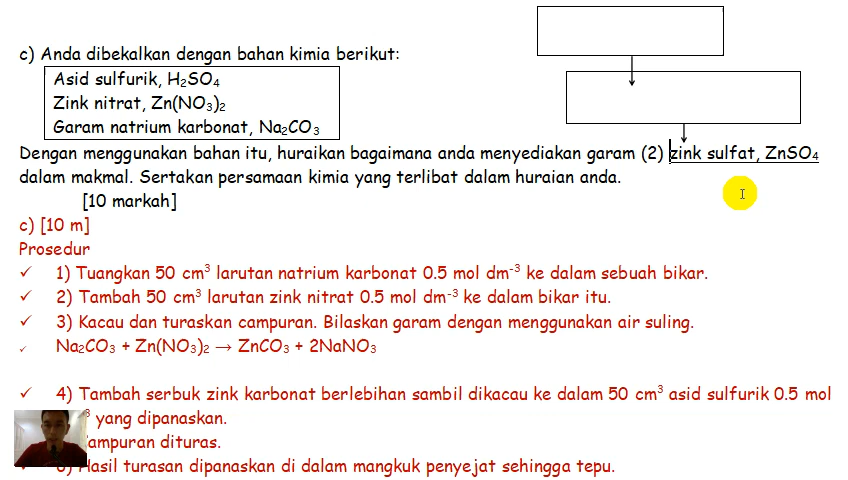 c) Anda dibekalkan dengan bahan kimia berikut:
Asid sulfurik, H₂SO₄
Zink nitrat, Zn(NO₃)₂
Garam natrium karbonat, Na₂CO₃
Dengan menggunakan bahan itu, huraikan bagaimana anda menyediakan garam (2) zink sulfat, ZnSO₄
dalam makmal. Sertakan persamaan kimia yang terlibat dalam huraian anda.
[10 markah]
c) [10 m]
Prosedur
✓ 1) Tuangkan 50 cm³ larutan natrium karbonat 0.5 mol dm⁻³ ke dalam sebuah bikar.
✓ 2) Tambah 50 cm³ larutan zink nitrat 0.5 mol dm⁻³ ke dalam bikar itu.
✓ 3) Kacau dan turaskan campuran. Bilaskan garam dengan menggunakan air suling.
✓ Na₂CO₃ + Zn(NO₃)₂ → ZnCO₃ + 2NaNO₃
✓ 4) Tambah serbuk zink karbonat berlebihan sambil dikacau ke dalam 50 cm³ asid sulfurik 0.5 mol
³ yang dipanaskan.
ampuran dituras.
Hasil turasan dipanaskan di dalam mangkuk penyejat sehingga tepu.